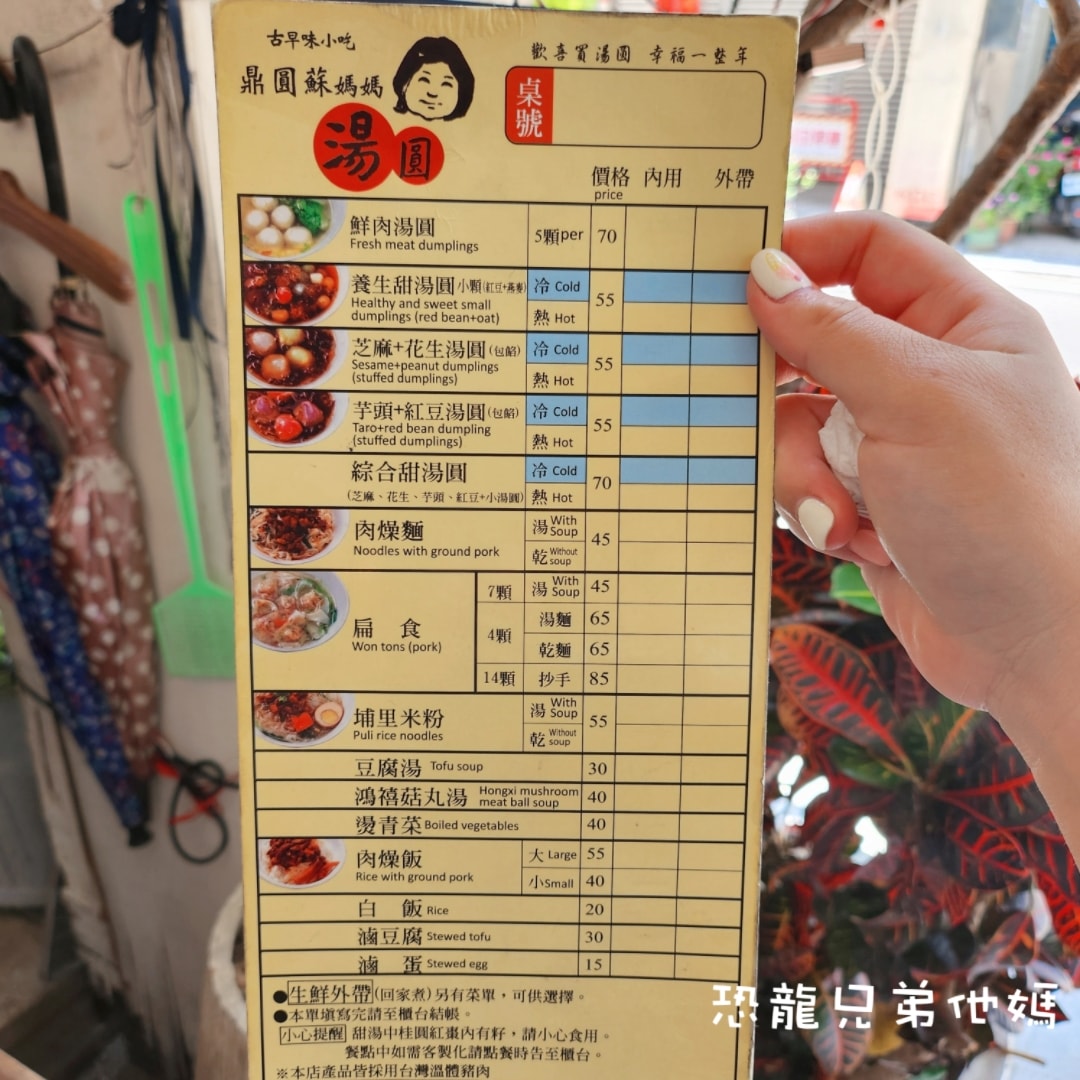 古早味小吃
歡喜買湯圓 幸福一整年
鼎圓蘇媽媽
湯圓
桌號
價格 內用 外帶
price
鮮肉湯圓 5顆per 70
Fresh meat dumplings
養生甜湯圓小顆(紅豆+燕麥) 冷 Cold 55
Healthy and sweet small
dumplings (red bean+oat) 熱 Hot
芝麻+花生湯圓(包餡) 冷 Cold 55
Sesame+peanut dumplings
(stuffed dumplings) 熱 Hot
芋頭+紅豆湯圓(包餡) 冷 Cold 55
Taro+red bean dumpling
(stuffed dumplings) 熱 Hot
綜合甜湯圓 冷 Cold 70
(芝麻、花生、芋頭、紅豆+小湯圓) 熱 Hot
肉燥麵 湯 With Soup 45
Noodles with ground pork 乾 Without soup
扁食 7顆 湯 With Soup 45
Won tons (pork) 4顆 湯麵 65
乾麵 65
14顆 抄手 85
埔里米粉 湯 With Soup 55
Puli rice noodles 乾 Without soup
豆腐湯 Tofu soup 30
鴻禧菇丸湯 Hongxi mushroom meat ball soup 40
燙青菜 Boiled vegetables 40
肉燥飯 大 Large 55
Rice with ground pork 小 Small 40
白飯 Rice 20
滷豆腐 Stewed tofu 30
滷蛋 Stewed egg 15
●生鮮外帶(回家煮)另有菜單，可供選擇。
●本單填寫完請至櫃台結帳。
小心提醒 甜湯中桂圓紅棗內有籽，請小心食用。
餐點中如需客製化請點餐時告至櫃台。
※本店產品皆採用台灣溫體豬肉
恐龍兄弟他媽